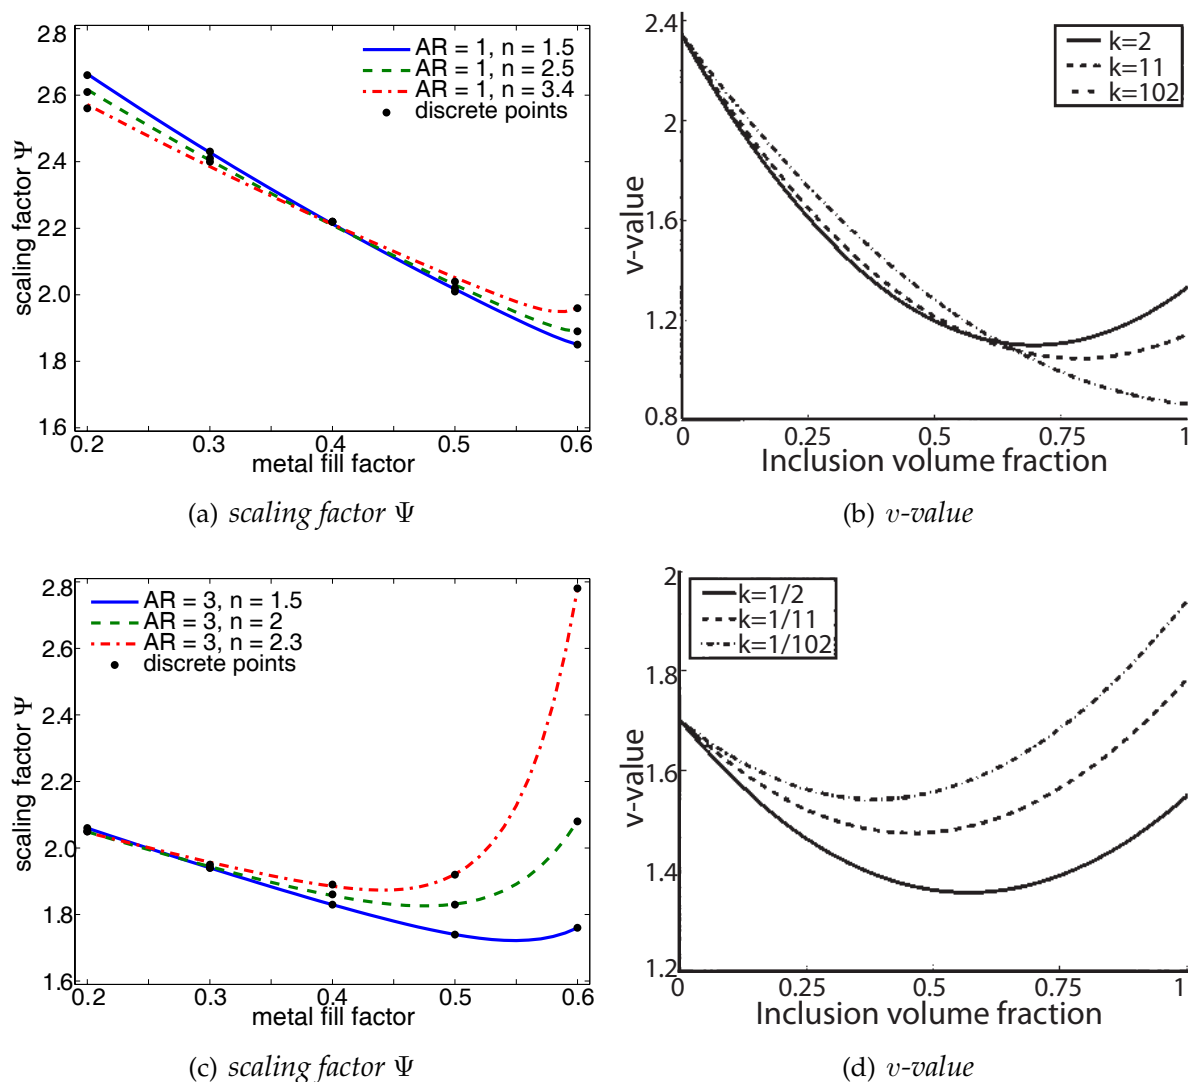 2.8
2.6
2.4
2.2
2.0
1.8
1.6
0.2 0.3 0.4 0.5 0.6
scaling factor Ψ
metal fill factor
AR = 1, n = 1.5
AR = 1, n = 2.5
AR = 1, n = 3.4
discrete points
(a) scaling factor Ψ
2.4
2
1.6
1.2
0.8
0 0.25 0.5 0.75 1
v-value
Inclusion volume fraction
k=2
k=11
k=102
(b) v-value
2.8
2.6
2.4
2.2
2.0
1.8
1.6
0.2 0.3 0.4 0.5 0.6
scaling factor Ψ
metal fill factor
AR = 3, n = 1.5
AR = 3, n = 2
AR = 3, n = 2.3
discrete points
(c) scaling factor Ψ
2
1.8
1.6
1.4
1.2
0 0.25 0.5 0.75 1
v-value
Inclusion volume fraction
k=1/2
k=1/11
k=1/102
(d) v-value